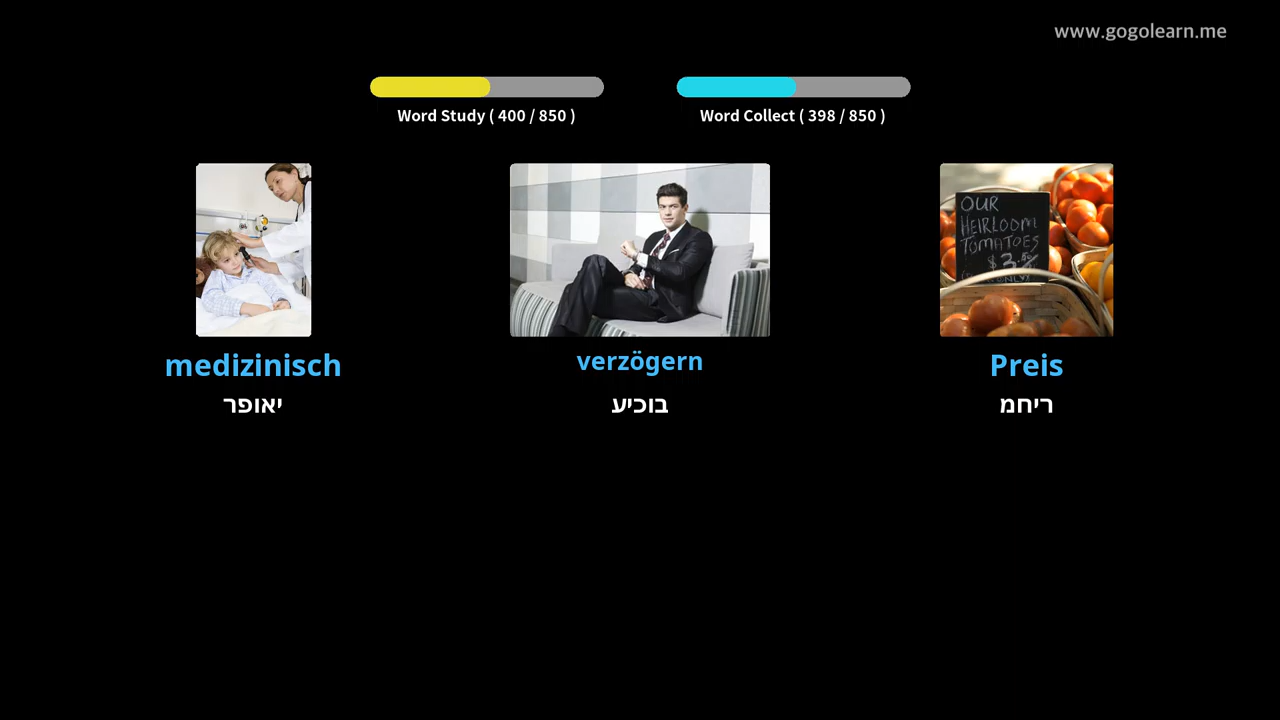 www.gogolearn.me
Word Study ( 400 / 850 )
Word Collect ( 398 / 850 )
OUR
HEIRLOOM
TOMATOES
medizinisch
יאופר
verzögern
בוכיע
Preis
ריחמ